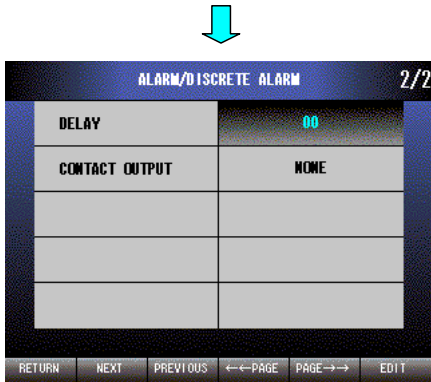 ALARM/DISCRETE ALARM 2/2
DELAY 00
CONTACT OUTPUT NONE
RETURN NEXT PREVIOUS ←←PAGE PAGE→→ EDIT